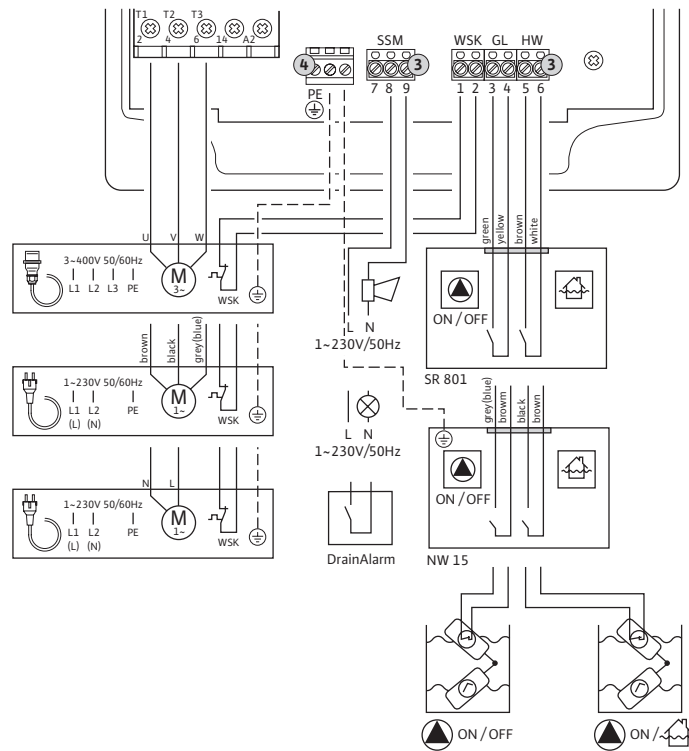 T1 T2 T3
2 4 6 14 A2
4
SSM
3
WSK GL HW
3
PE
7 8 9
1 2 3 4 5 6
green
yellow
brown
white
U V W
3~400V 50/60Hz
L1 L2 L3 PE
M
3~
WSK
ON / OFF
SR 801
L N
1~230V/50Hz
brown
black
grey(blue)
1~230V 50/60Hz
L1 L2 PE
(L) (N)
M
1~
WSK
L N
1~230V/50Hz
grey(blue)
browm
black
brown
ON / OFF
NW 15
N L
1~230V 50/60Hz
L1 L2 PE
(L) (N)
M
1~
WSK
DrainAlarm
ON / OFF
ON /